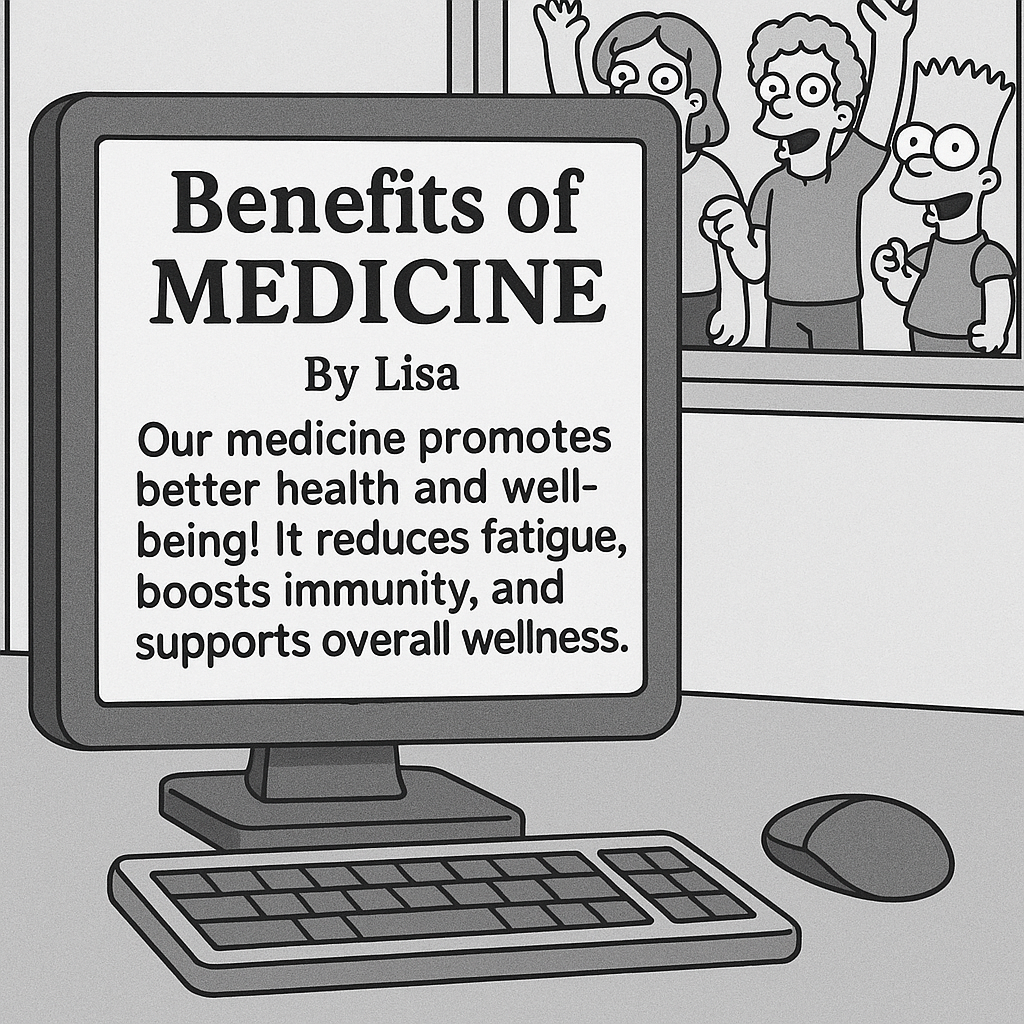 Benefits of
MEDICINE
By Lisa
Our medicine promotes
better health and well-
being! It reduces fatigue,
boosts immunity, and
supports overall wellness.